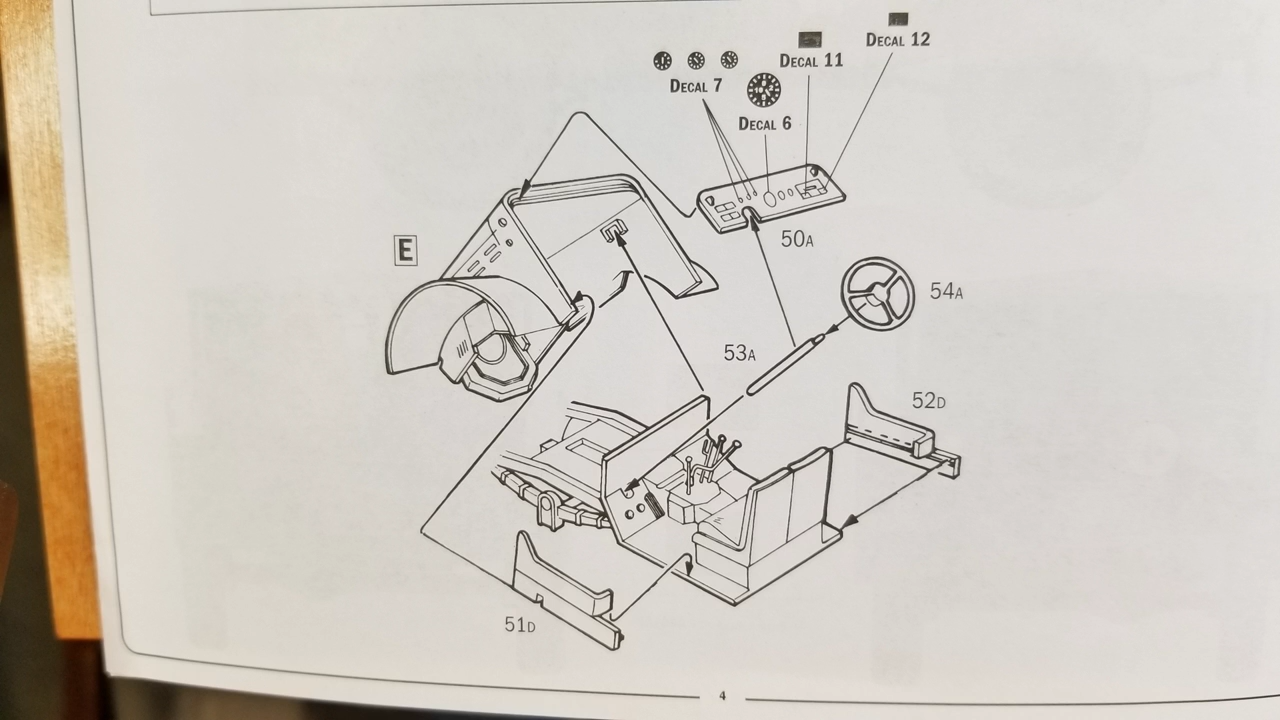 DECAL 12
DECAL 11
DECAL 7
DECAL 6
50A
E
54A
53A
52D
51D
4